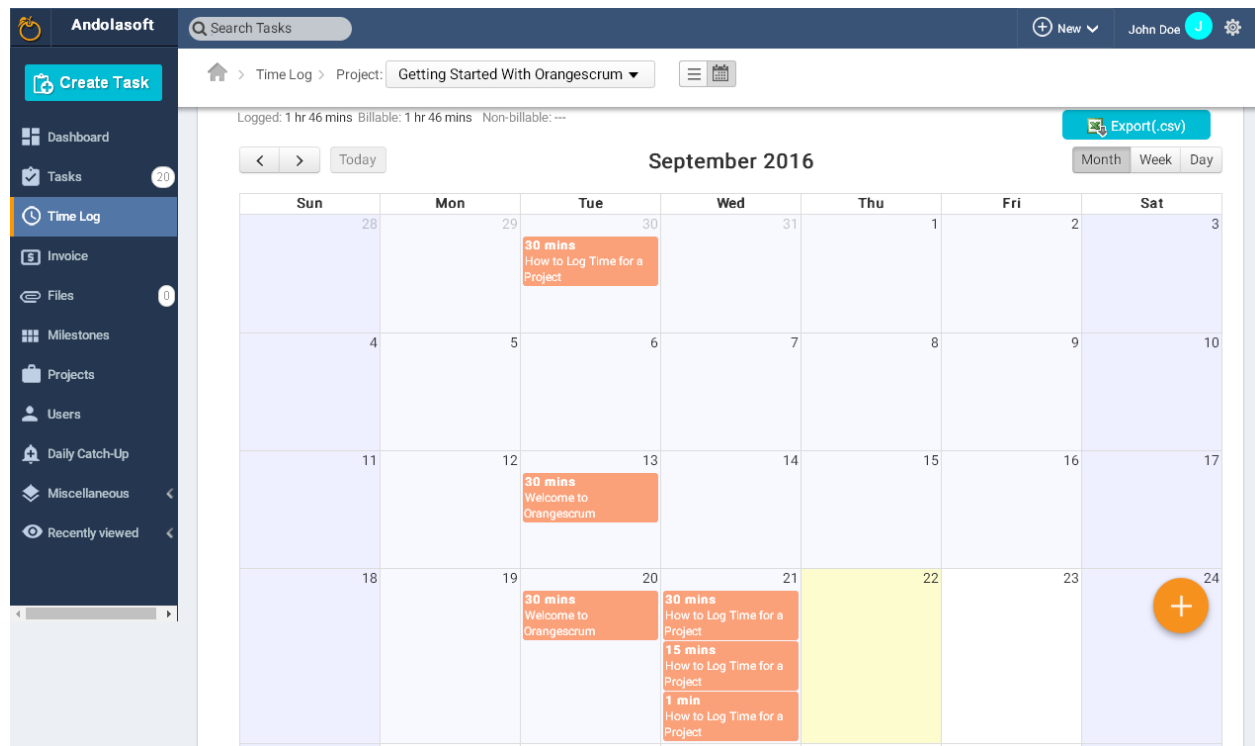 Andolasoft
Search Tasks
New
John Doe
J
Create Task
Time Log > Project: Getting Started With Orangescrum
Dashboard
Tasks 20
Time Log
Invoice
Files 0
Milestones
Projects
Users
Daily Catch-Up
Miscellaneous
Recently viewed
Logged: 1 hr 46 mins Billable: 1 hr 46 mins Non-billable: ---
Export(.csv)
Today
September 2016
Month Week Day
Sun Mon Tue Wed Thu Fri Sat
28 29 30 31 1 2 3
30 mins
How to Log Time for a
Project
4 5 6 7 8 9 10
11 12 13 14 15 16 17
30 mins
Welcome to
Orangescrum
18 19 20 21 22 23 24
30 mins
Welcome to
Orangescrum
30 mins
How to Log Time for a
Project
15 mins
How to Log Time for a
Project
1 min
How to Log Time for a
Project